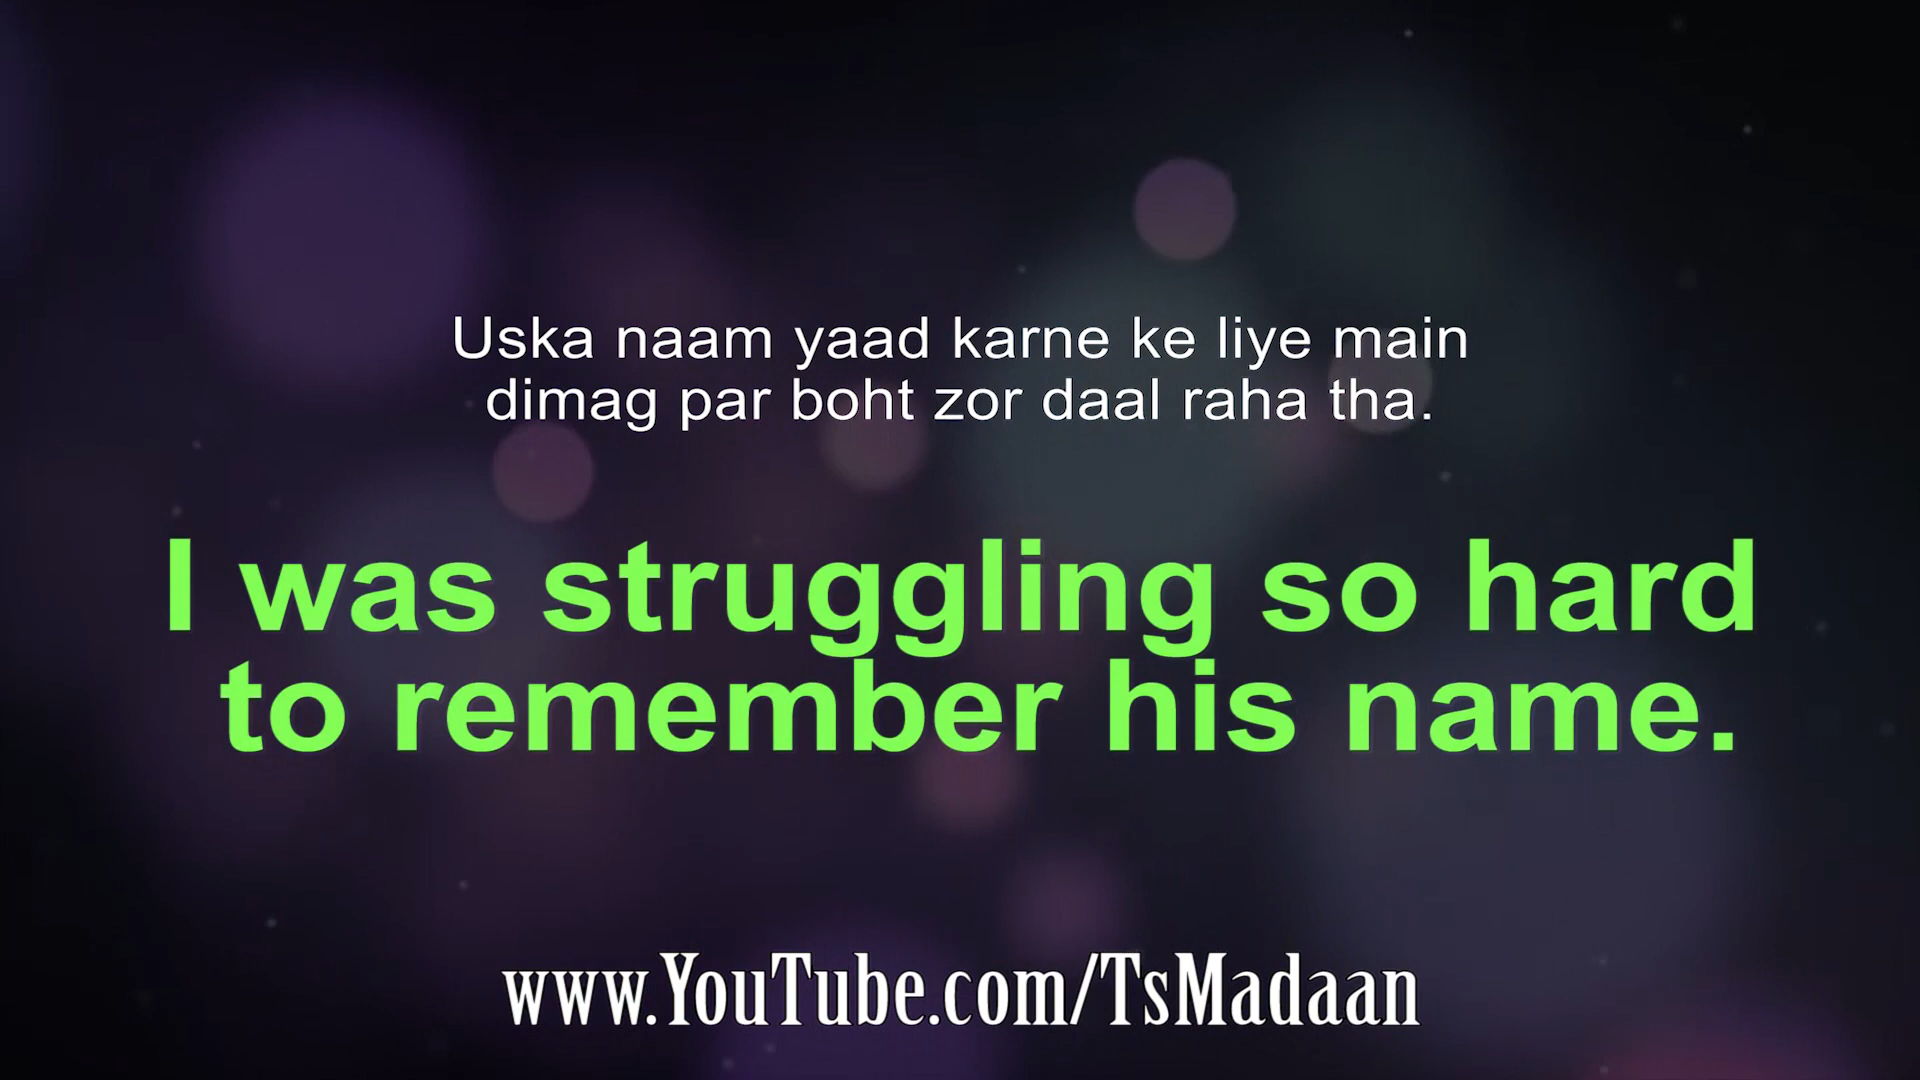 Uska naam yaad karne ke liye main
dimag par boht zor daal raha tha.
I was struggling so hard
to remember his name.
www.YouTube.com/TsMadaan